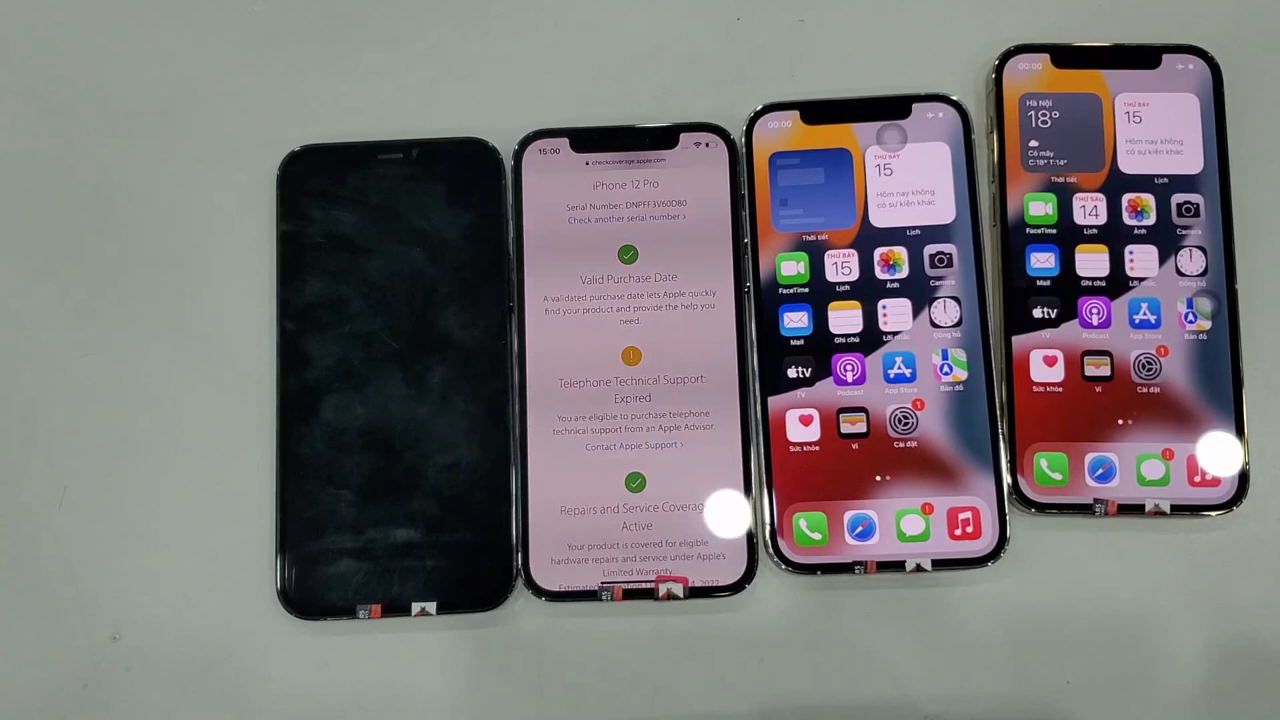 15:00
checkcoverage.apple.com
iPhone 12 Pro
Serial Number: DNPFF3V60D80
Check another serial number ›
Valid Purchase Date
A validated purchase date lets Apple quickly
find your product and provide the help you
need.
Telephone Technical Support:
Expired
You are eligible to purchase telephone
technical support from an Apple Advisor.
Contact Apple Support ›
Repairs and Service Coverage:
Active
Your product is covered for eligible
hardware repairs and service under Apple's
Limited Warranty.
00:00
THỨ BẢY
15
Hôm nay không
có sự kiện khác
Thời tiết
Lịch
THỨ BẢY
15
FaceTime
Lịch
Ảnh
Camera
Mail
Ghi chú
Lời nhắc
Đồng hồ
tv
TV
Podcast
App Store
Bản đồ
1
Sức khỏe
Ví
Cài đặt
1
00:00
Hà Nội
18°
Có mây
C:18° T:14°
THỨ BẢY
15
Hôm nay không
có sự kiện khác
Thời tiết
Lịch
14
FaceTime
Lịch
Ảnh
Camera
Mail
Ghi chú
Lời nhắc
Đồng hồ
tv
TV
Podcast
App Store
Bản đồ
1
Sức khỏe
Ví
Cài đặt
1